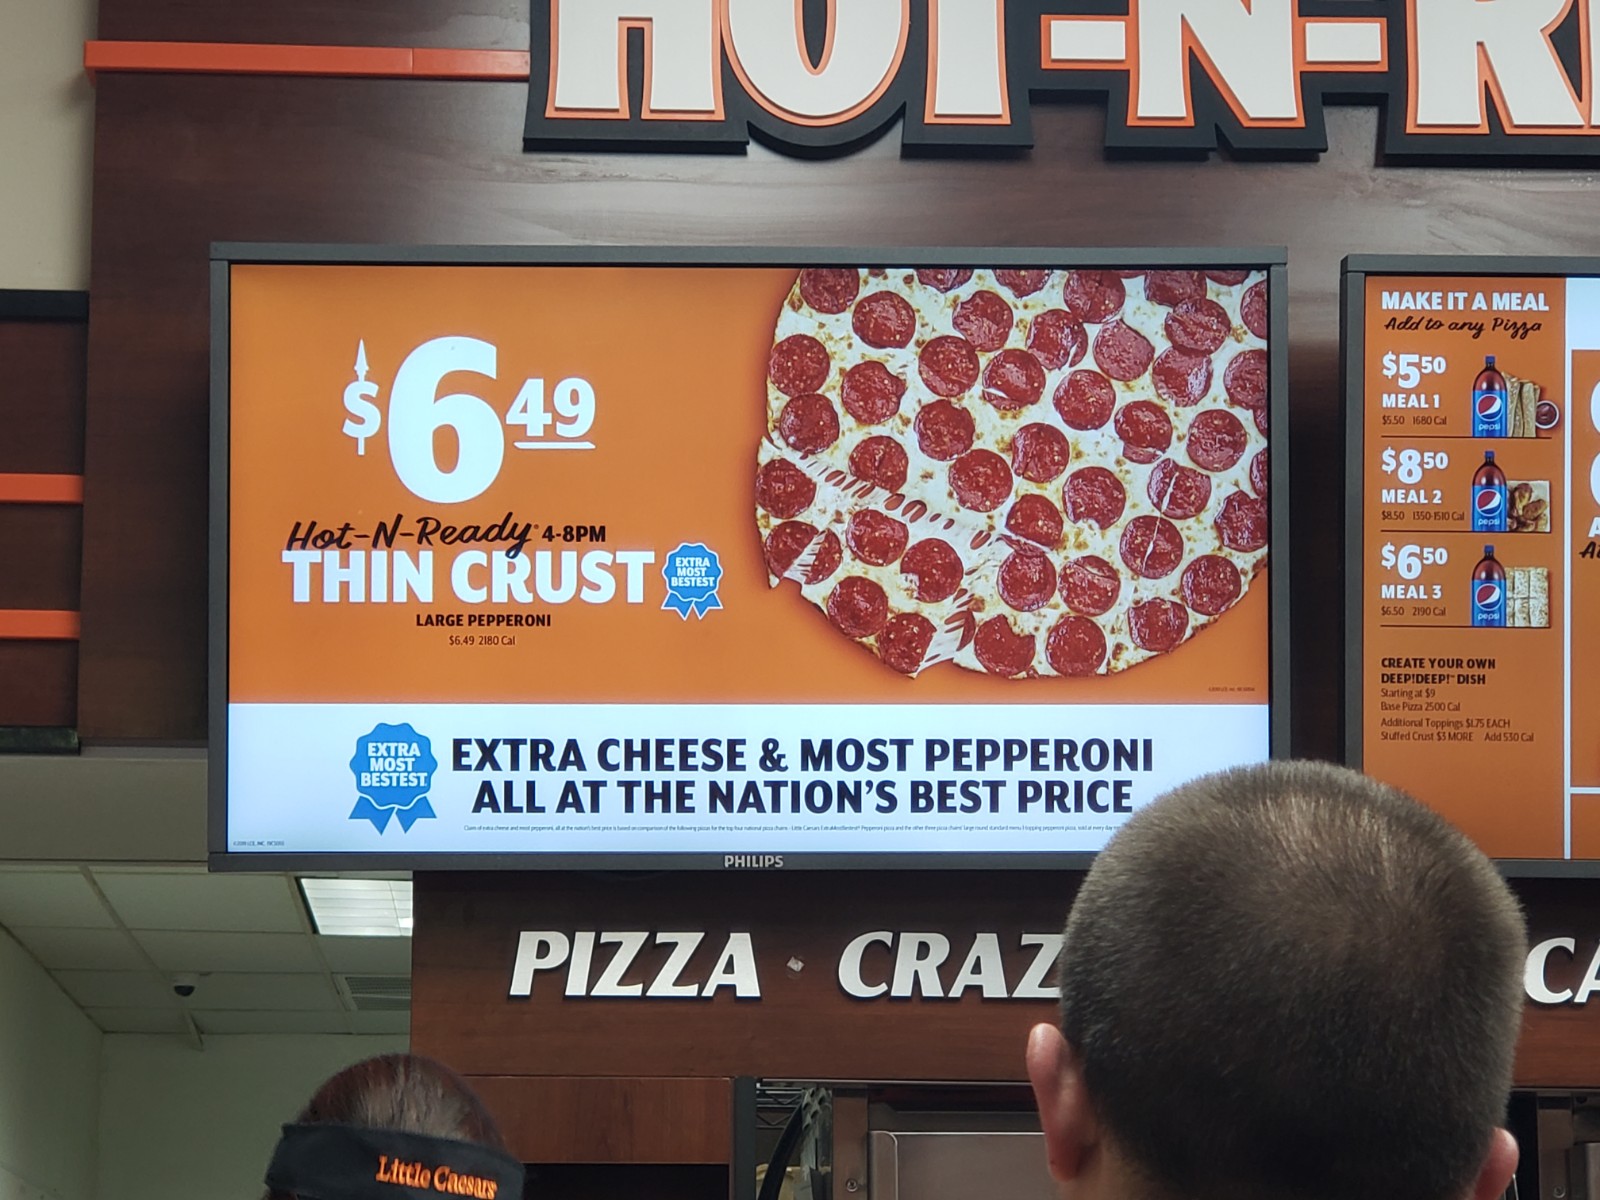 HOT-N-R
$6 49
Hot-N-Ready® 4-8PM
THIN CRUST
EXTRA
MOST
BESTEST
LARGE PEPPERONI
$6.49 2180 Cal
EXTRA
MOST
BESTEST
EXTRA CHEESE & MOST PEPPERONI
ALL AT THE NATION'S BEST PRICE
PHILIPS
MAKE IT A MEAL
Add to any Pizza
$5 50
MEAL 1
$5.50 1680 Cal
pepsi
$8 50
MEAL 2
$8.50 1350-1510 Cal
pepsi
$6 50
MEAL 3
$6.50 2190 Cal
pepsi
CREATE YOUR OWN
DEEP!DEEP!™ DISH
Starting at $9
Base Pizza 2500 Cal
Additional Toppings $1.75 EACH
Stuffed Crust $3 MORE Add 530 Cal
PIZZA · CRAZ CA
Little Caesars